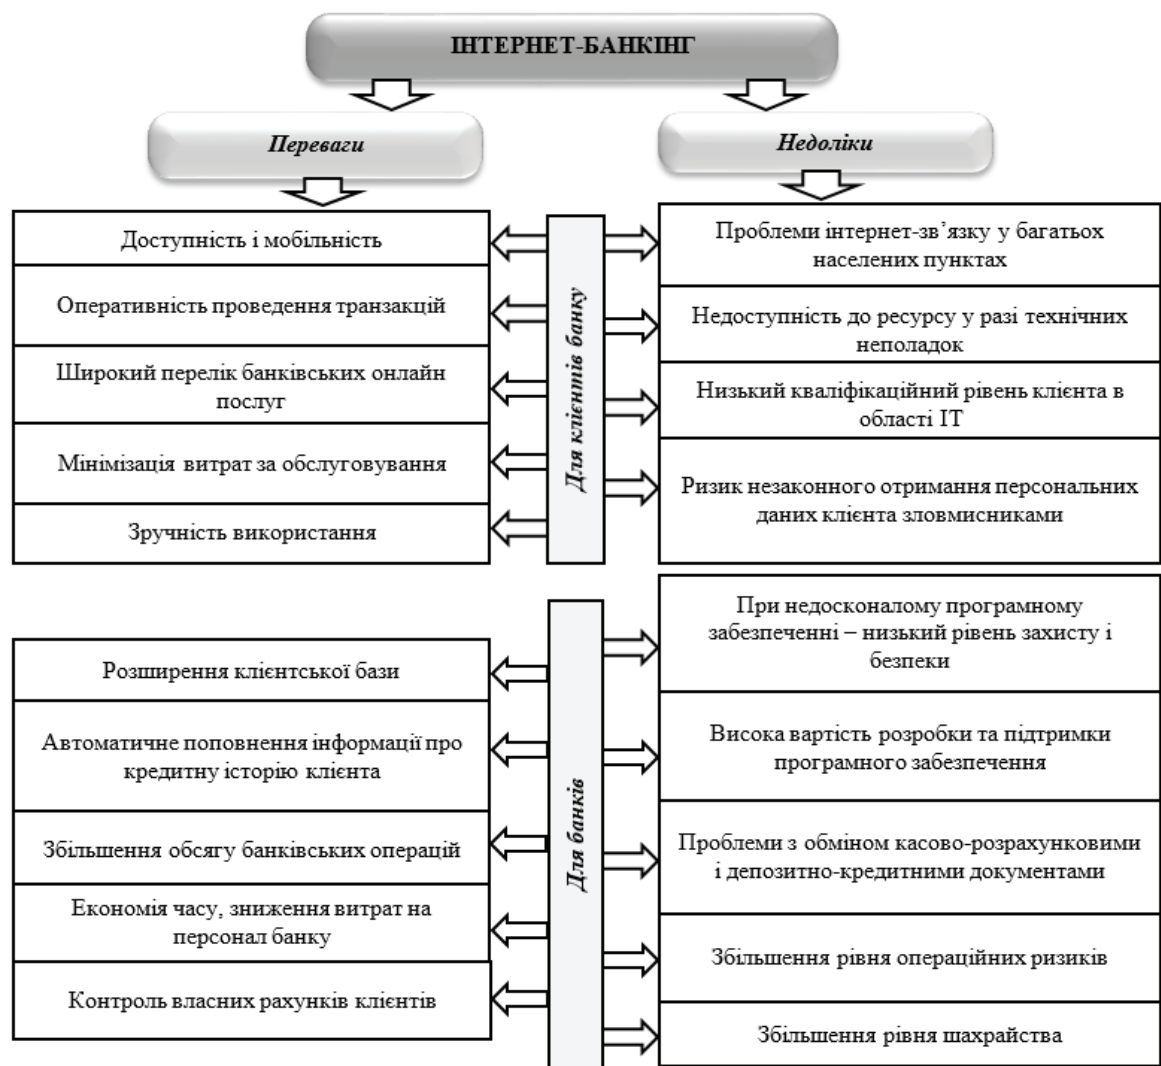 ІНТЕРНЕТ-БАНКІНГ
Переваги
Недоліки
Доступність і мобільність
Оперативність проведення транзакцій
Широкий перелік банківських онлайн
послуг
Мінімізація витрат за обслуговування
Зручність використання
Для клієнтів банку
Проблеми інтернет-зв’язку у багатьох
населених пунктах
Недоступність до ресурсу у разі технічних
неполадок
Низький кваліфікаційний рівень клієнта в
області ІТ
Ризик незаконного отримання персональних
даних клієнта зловмисниками
Розширення клієнтської бази
Автоматичне поповнення інформації про
кредитну історію клієнта
Збільшення обсягу банківських операцій
Економія часу, зниження витрат на
персонал банку
Контроль власних рахунків клієнтів
Для банків
При недосконалому програмному
забезпеченні – низький рівень захисту і
безпеки
Висока вартість розробки та підтримки
програмного забезпечення
Проблеми з обміном касово-розрахунковими
і депозитно-кредитними документами
Збільшення рівня операційних ризиків
Збільшення рівня шахрайства